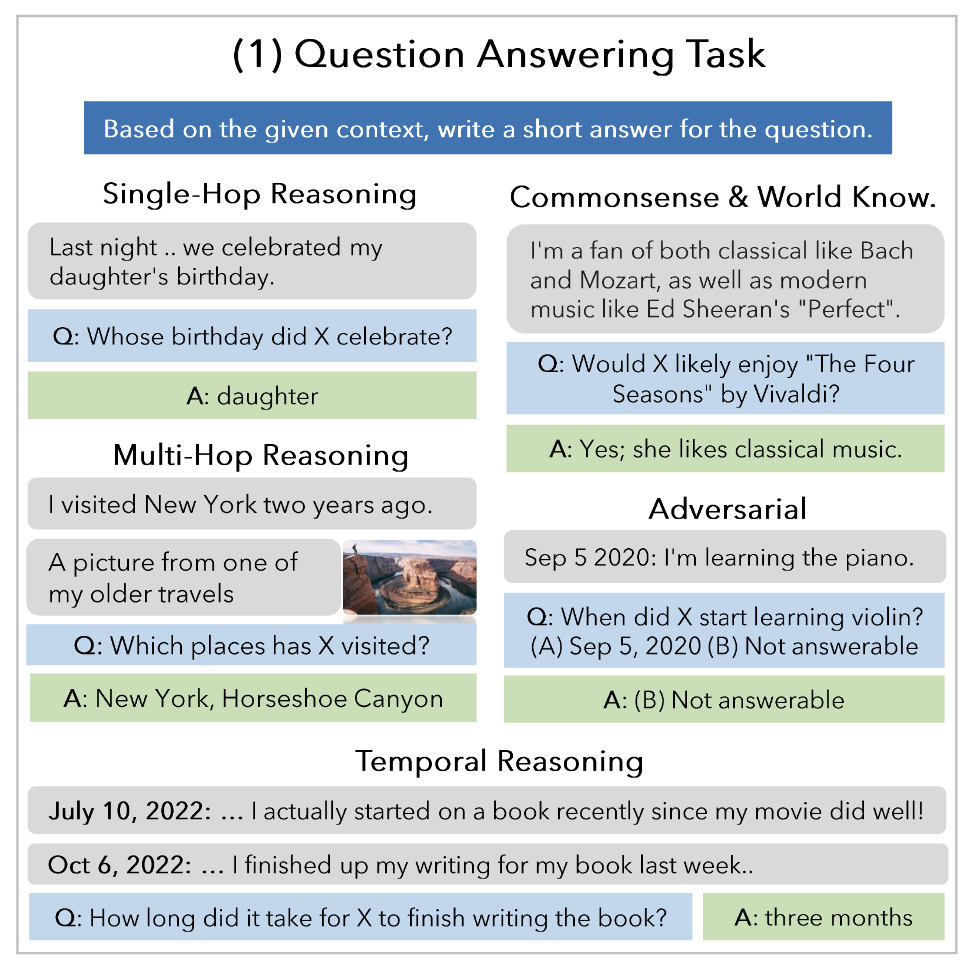 (1) Question Answering Task
Based on the given context, write a short answer for the question.
Single-Hop Reasoning
Last night .. we celebrated my
daughter's birthday.
Q: Whose birthday did X celebrate?
A: daughter
Multi-Hop Reasoning
I visited New York two years ago.
A picture from one of
my older travels
Q: Which places has X visited?
A: New York, Horseshoe Canyon
Commonsense & World Know.
I'm a fan of both classical like Bach
and Mozart, as well as modern
music like Ed Sheeran's "Perfect".
Q: Would X likely enjoy "The Four
Seasons" by Vivaldi?
A: Yes; she likes classical music.
Adversarial
Sep 5 2020: I'm learning the piano.
Q: When did X start learning violin?
(A) Sep 5, 2020 (B) Not answerable
A: (B) Not answerable
Temporal Reasoning
July 10, 2022: ... I actually started on a book recently since my movie did well!
Oct 6, 2022: ... I finished up my writing for my book last week..
Q: How long did it take for X to finish writing the book?
A: three months